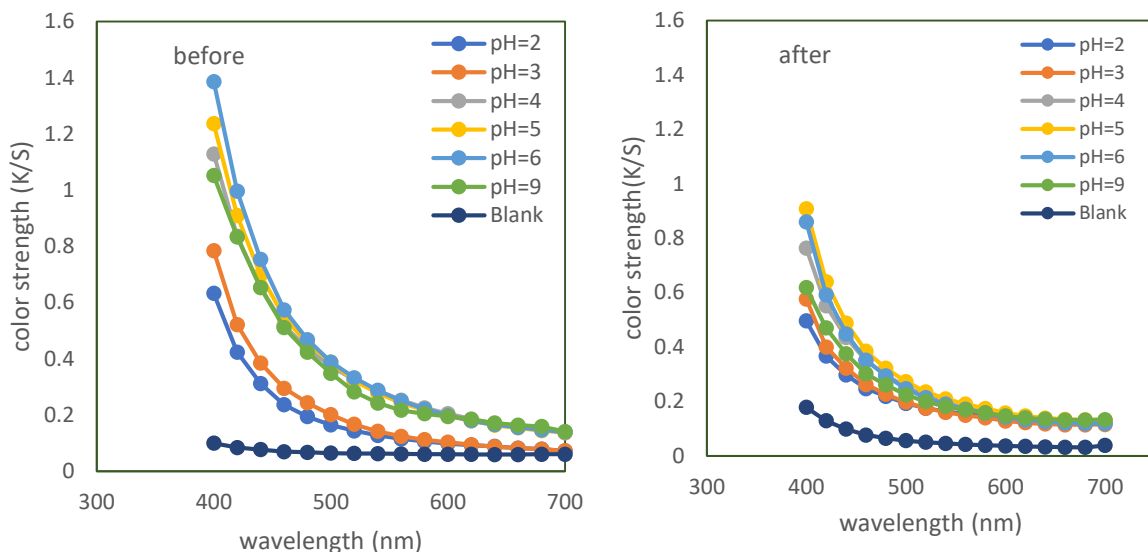 before
color strength (K/S)
1.6
1.4
1.2
1
0.8
0.6
0.4
0.2
0
300
400
500
600
700
wavelength (nm)
pH=2
pH=3
pH=4
pH=5
pH=6
pH=9
Blank
after
color strength(K/S)
1.6
1.4
1.2
1
0.8
0.6
0.4
0.2
0
300
400
500
600
700
wavelength (nm)
pH=2
pH=3
pH=4
pH=5
pH=6
pH=9
Blank